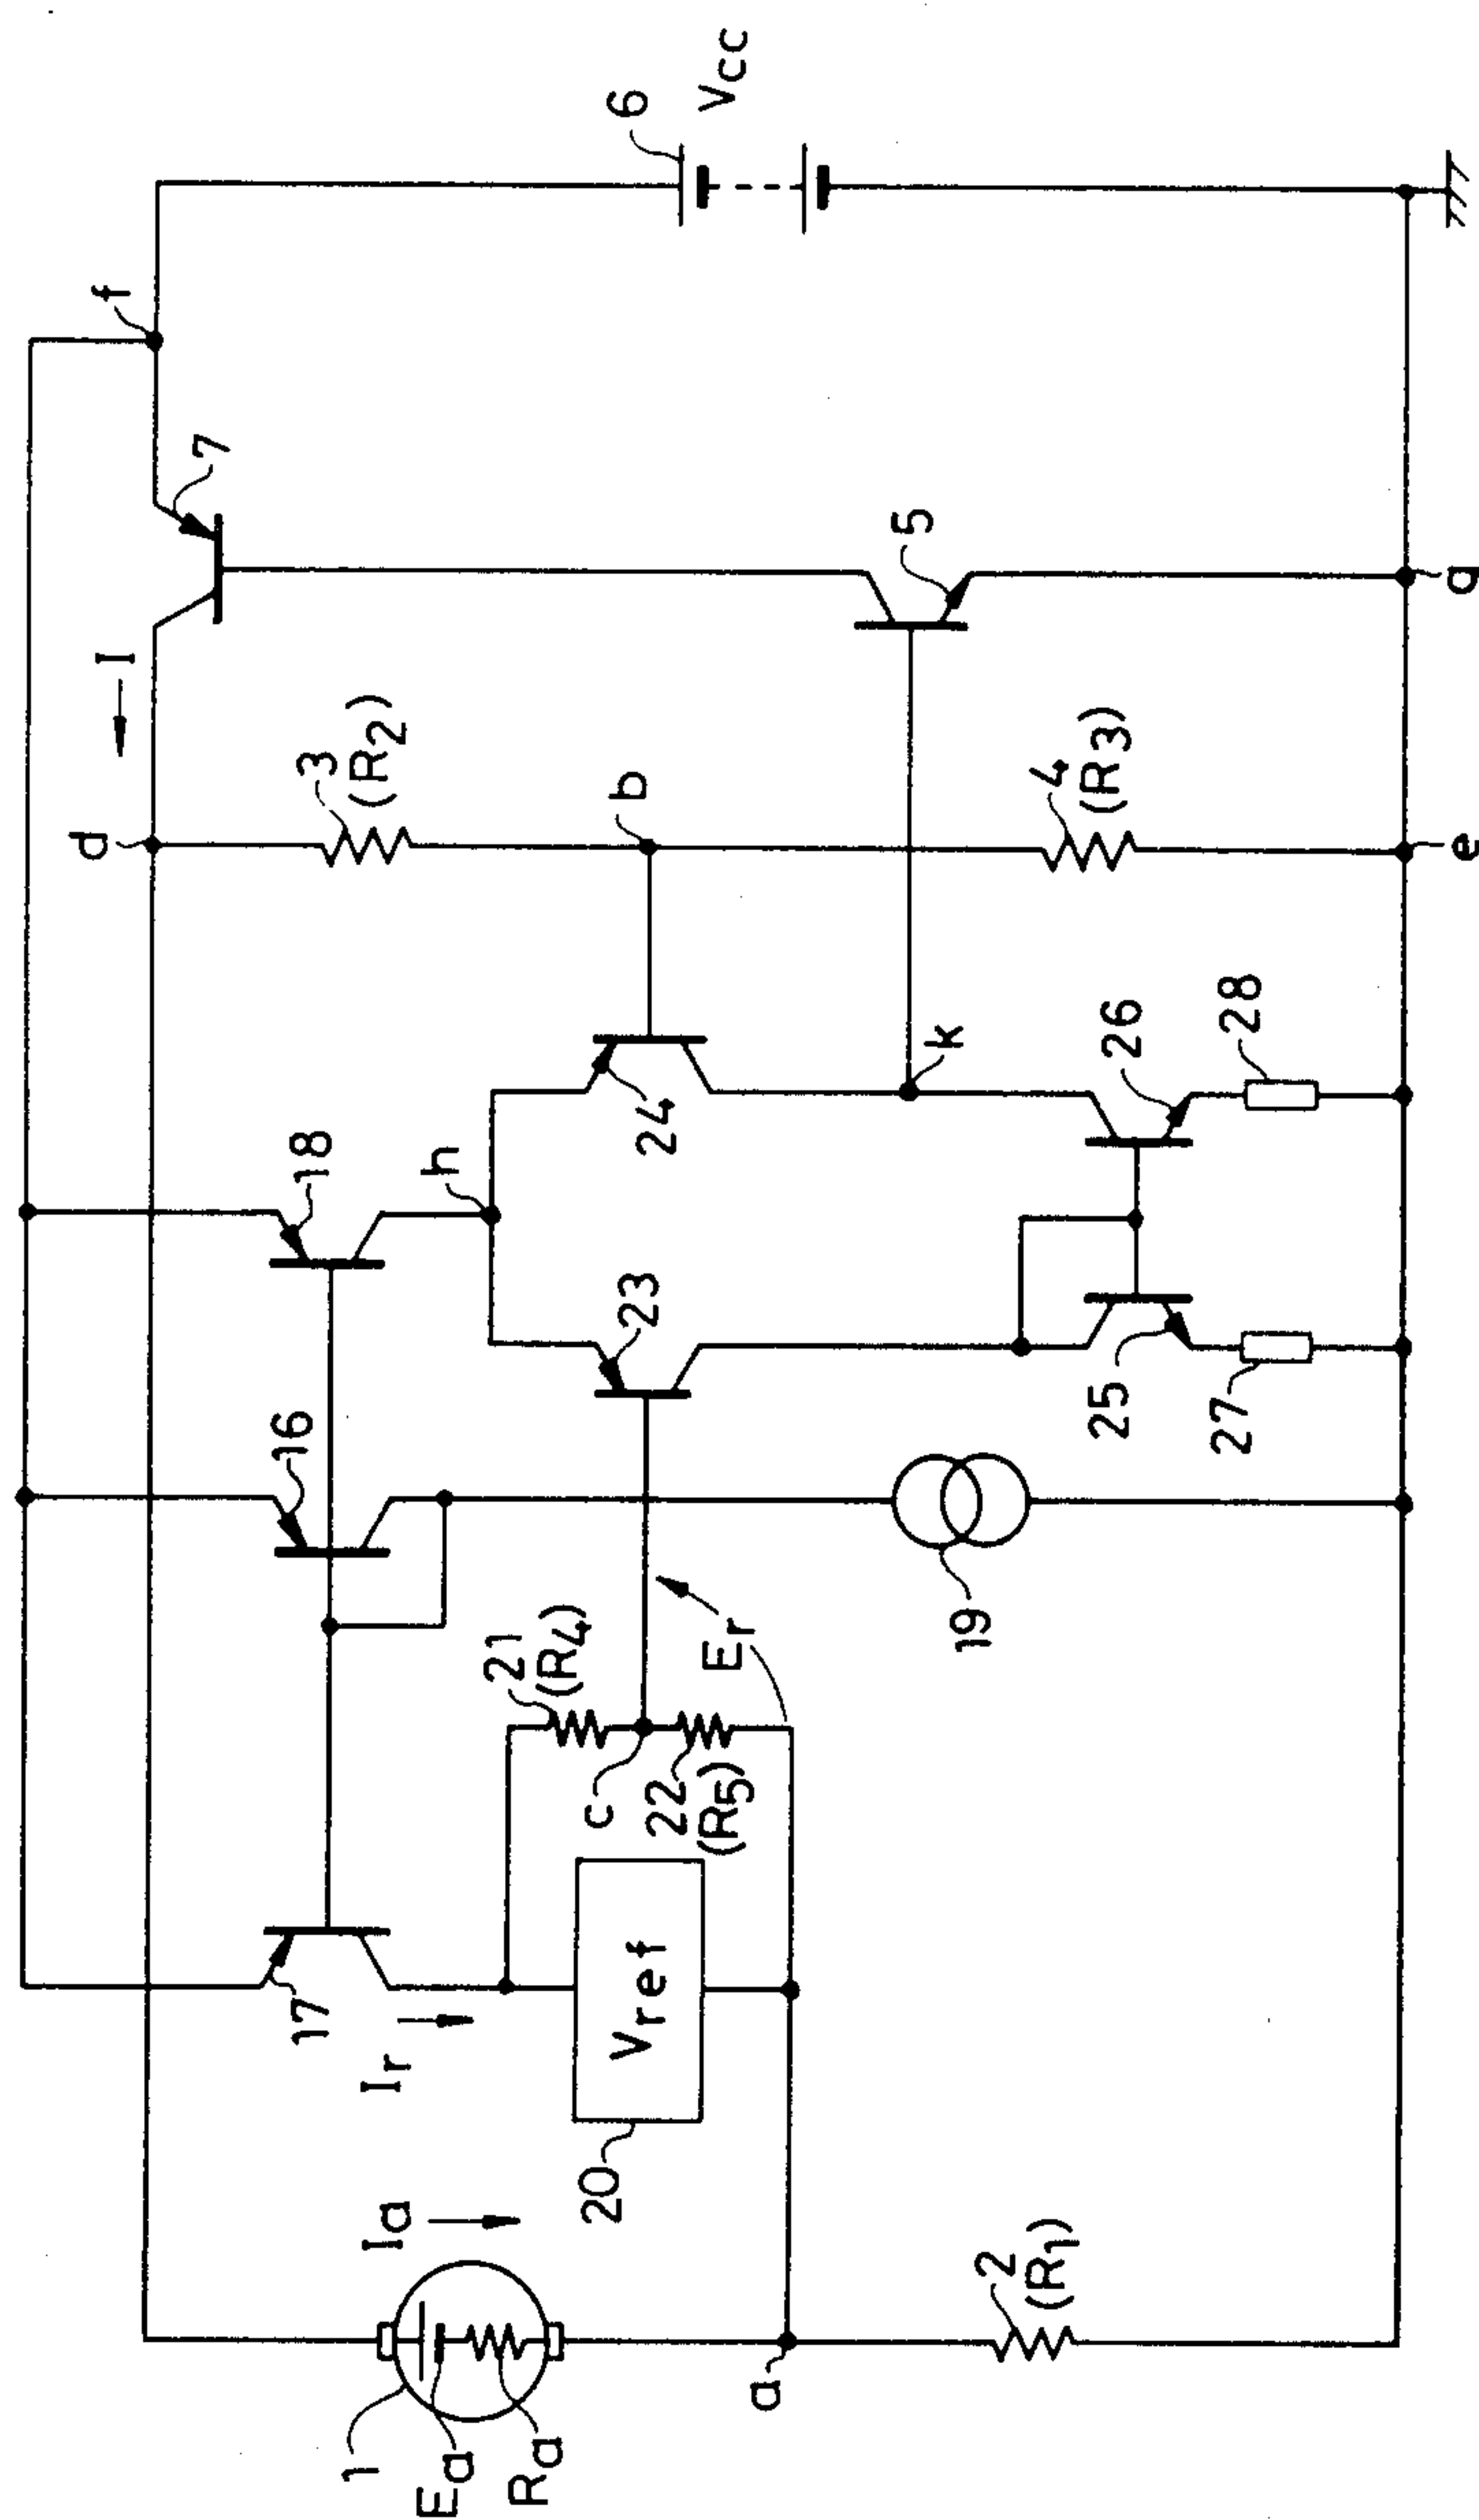 f
6
Vcc
7
I
d
3
(R2)
b
5
4
(R3)
g
e
18
h
24
k
26
28
16
23
25
27
17
Ir
21
(R4)
c
22
(R5)
Er
19
20
Vref
Ia
1
Ea
Ra
a
2
(R1)